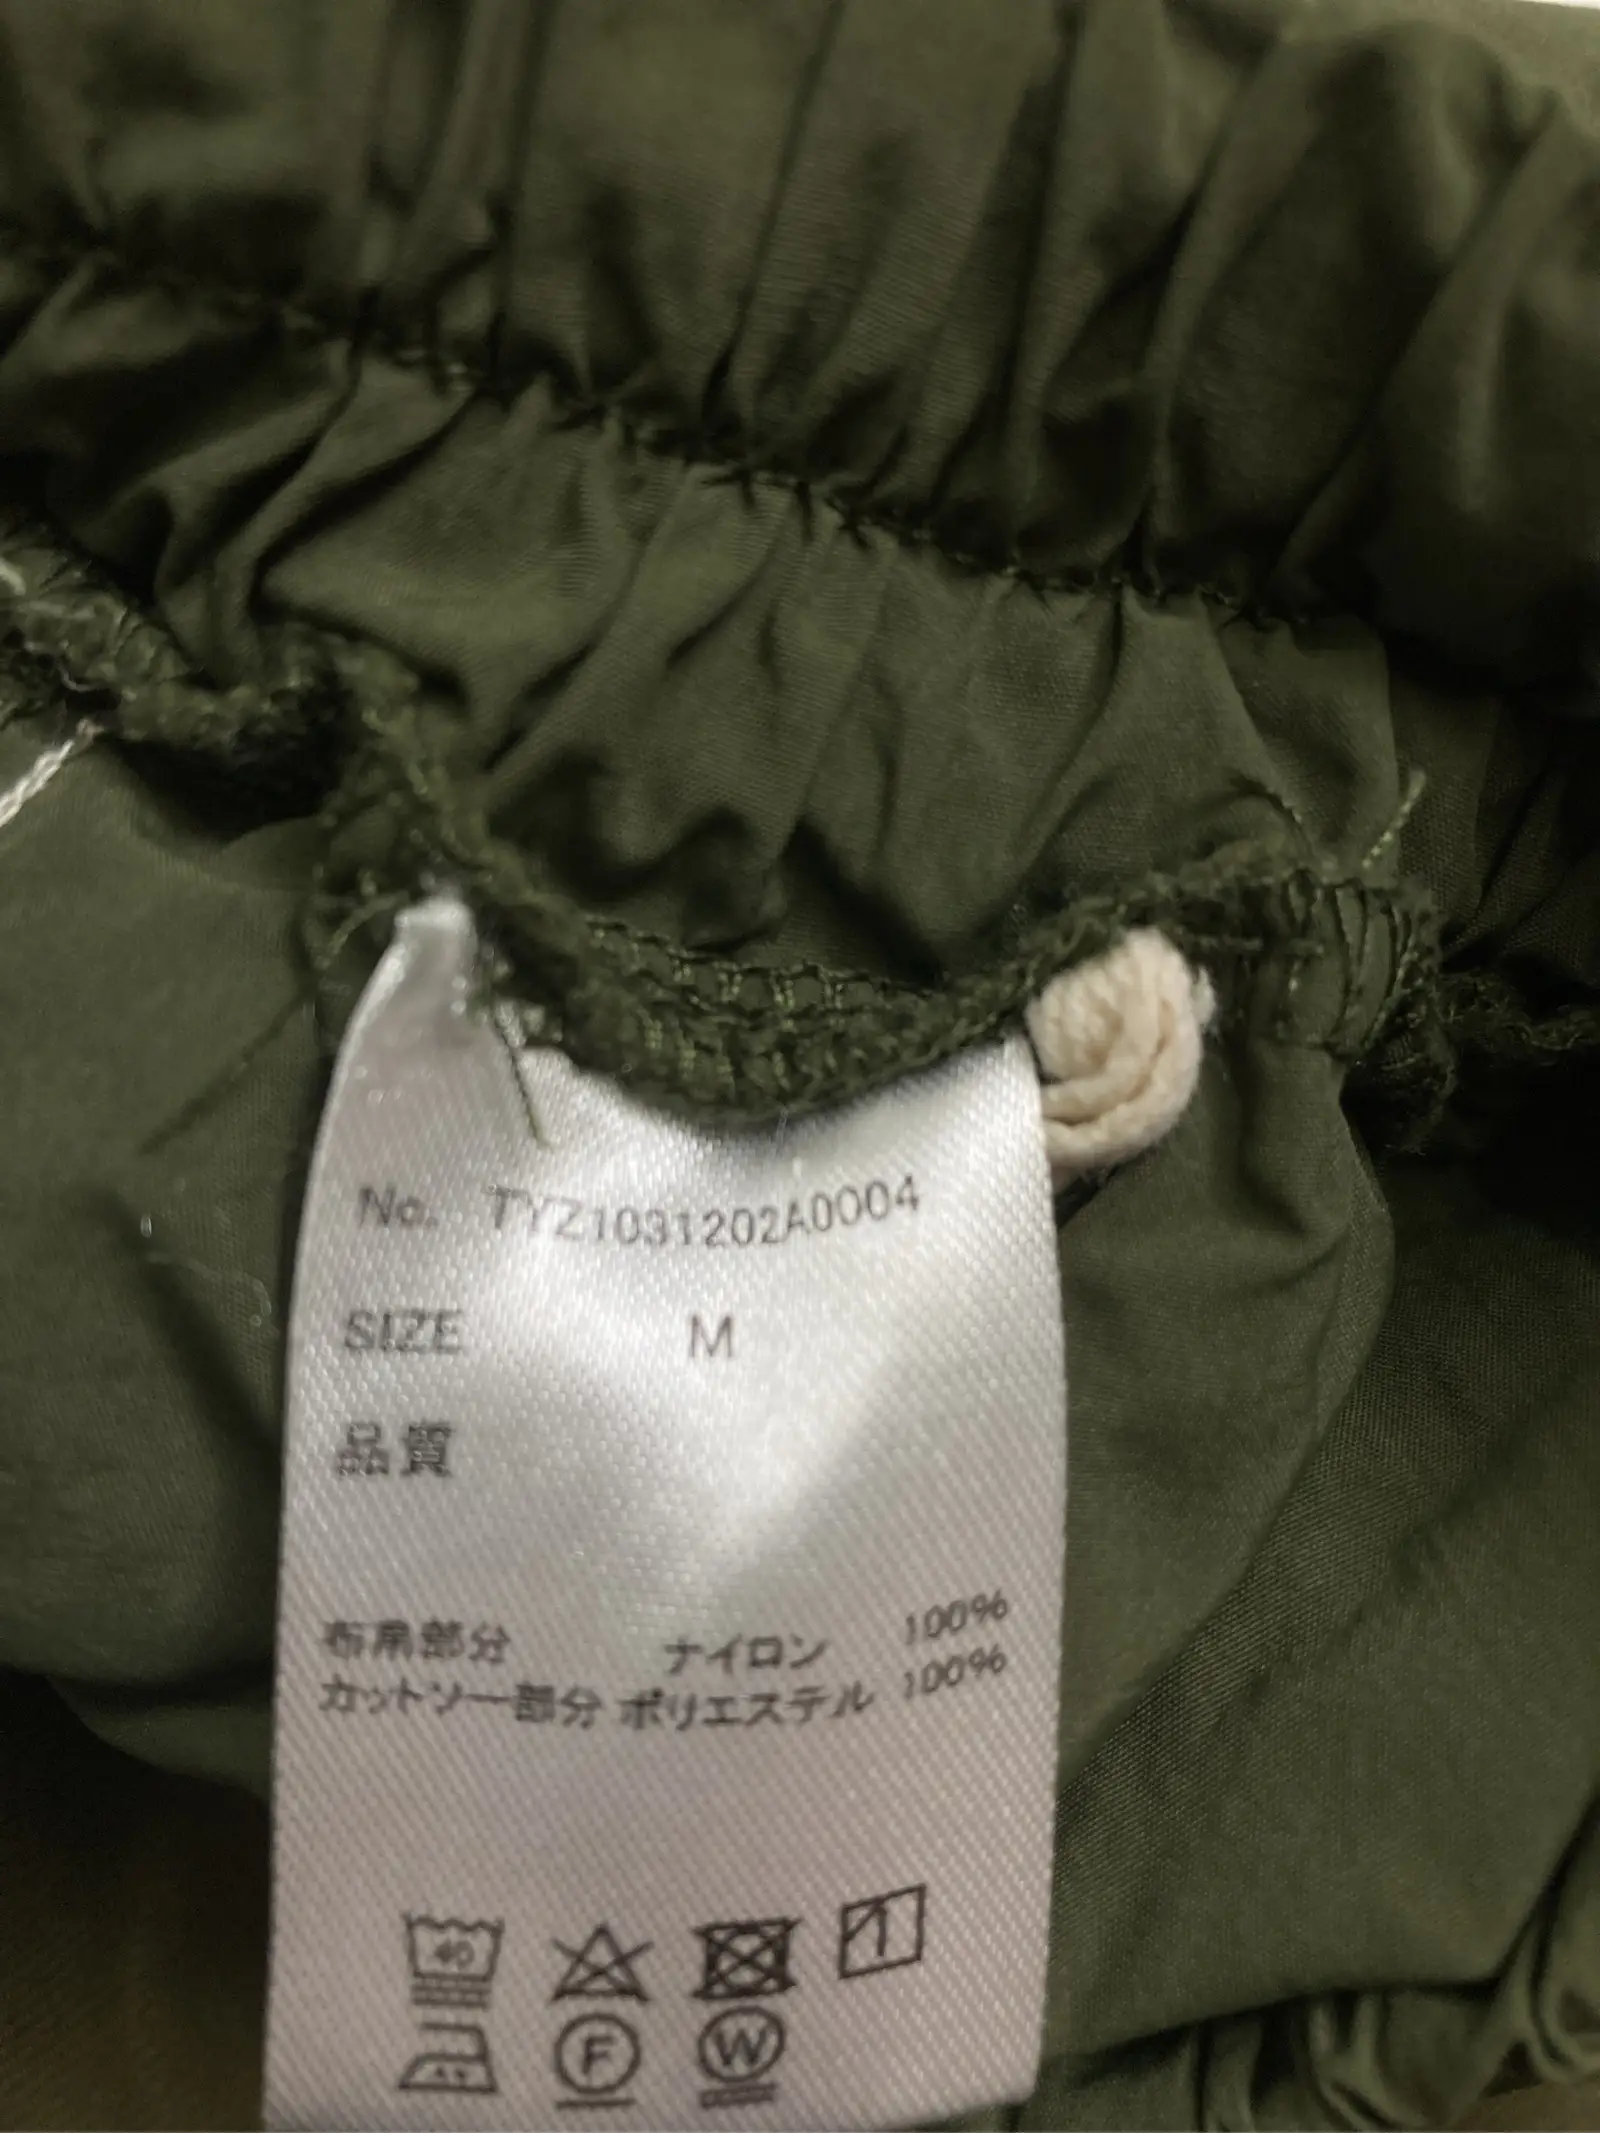 No. TYZ1031202A0004
SIZE M
品質
布帛部分 ナイロン 100%
カットソー部分 ポリエステル 100%
40
F W